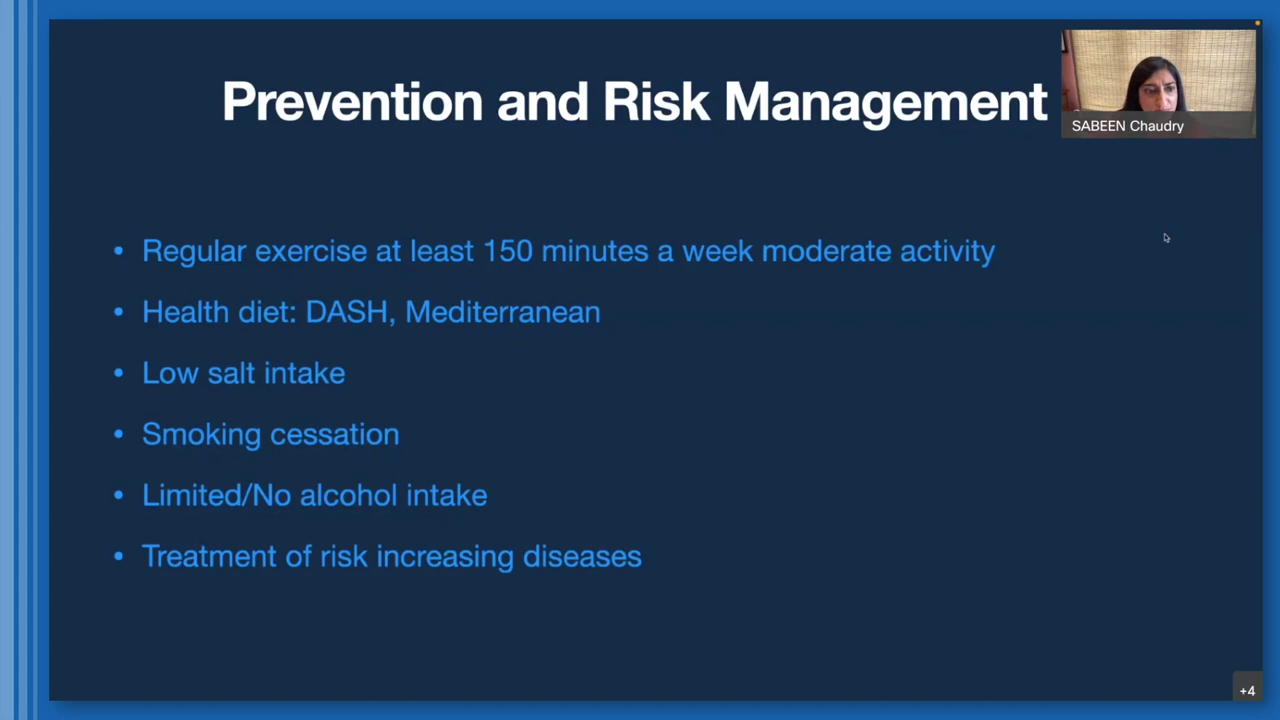 Prevention and Risk Management
SABEEN Chaudry
• Regular exercise at least 150 minutes a week moderate activity
• Health diet: DASH, Mediterranean
• Low salt intake
• Smoking cessation
• Limited/No alcohol intake
• Treatment of risk increasing diseases
+4